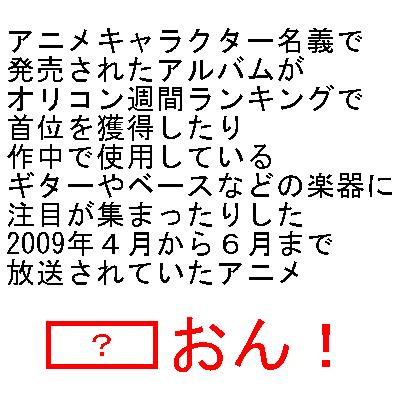 アニメキャラクター名義で
発売されたアルバムが
オリコン週間ランキングで
首位を獲得したり
作中で使用している
ギターやベースなどの楽器に
注目が集まったりした
2009年４月から６月まで
放送されていたアニメ
？ おん！